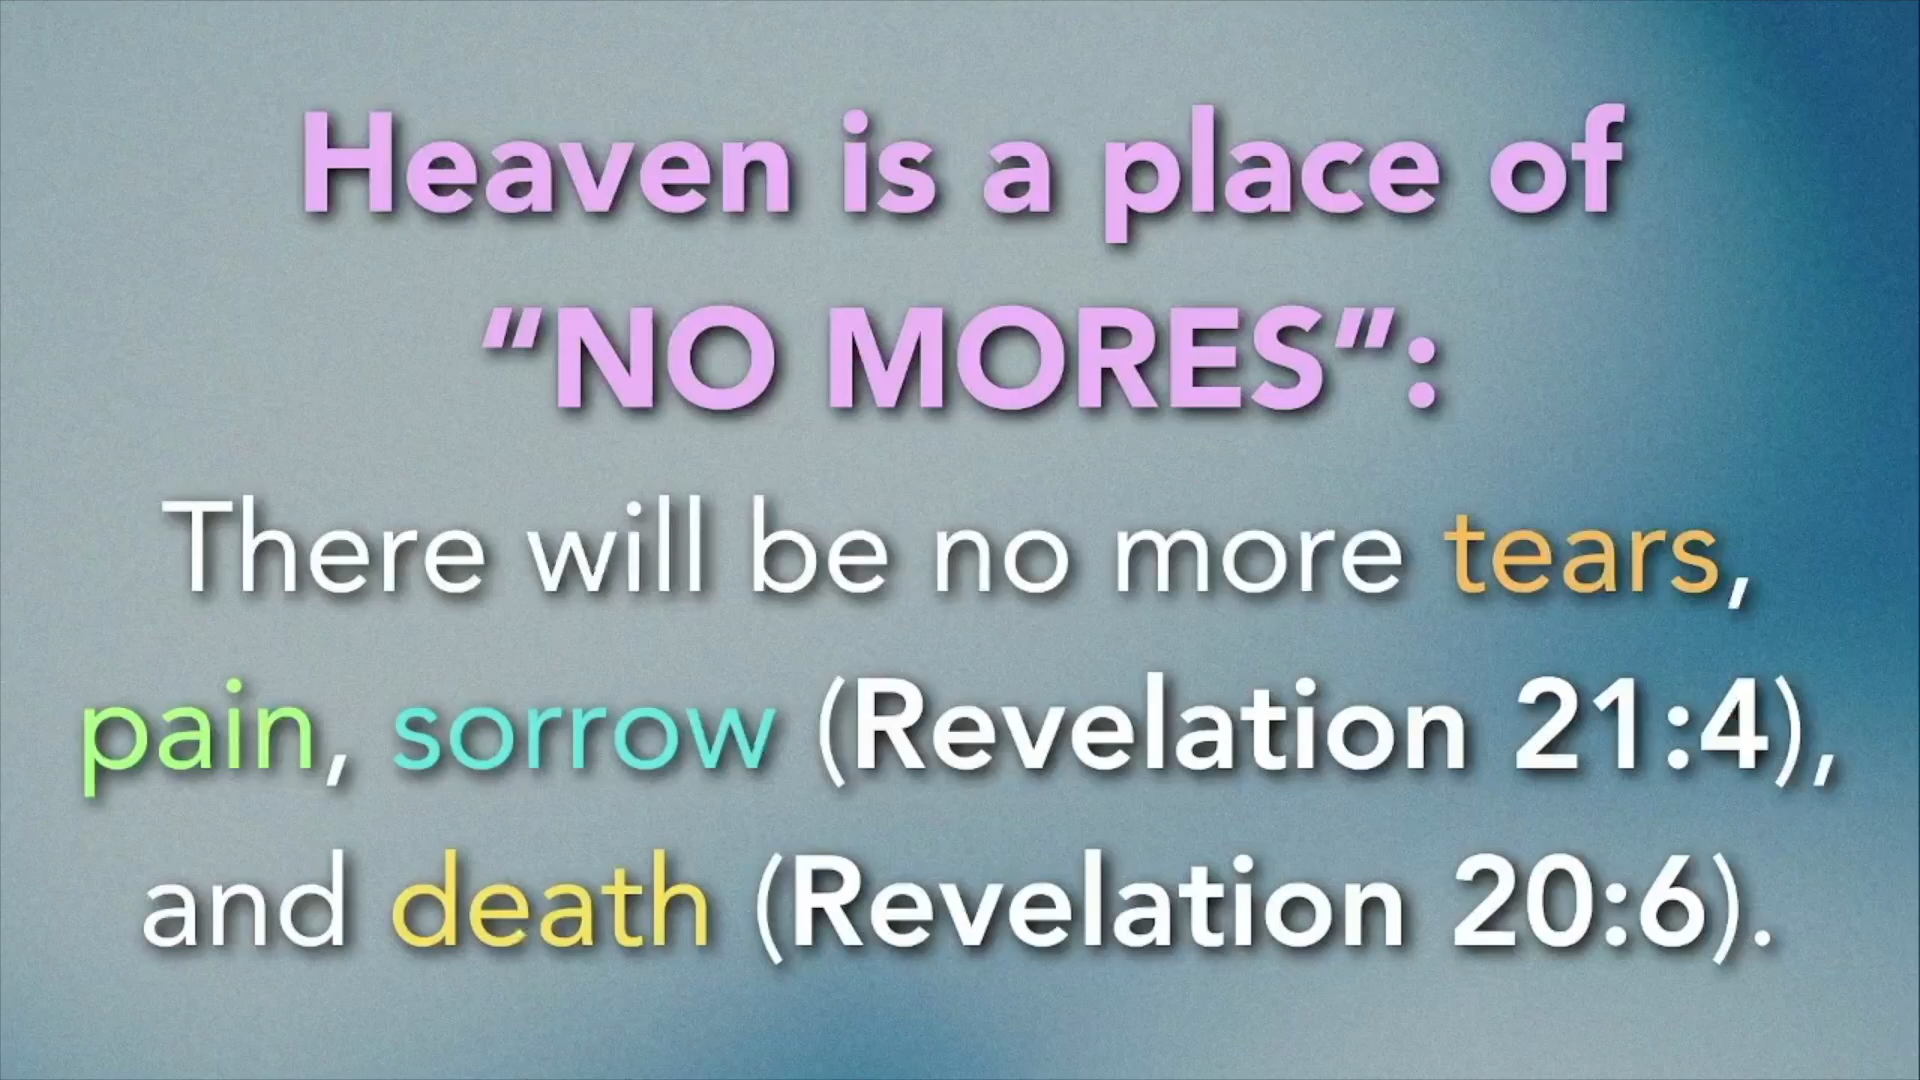 Heaven is a place of
"NO MORES":
There will be no more tears,
pain, sorrow (Revelation 21:4),
and death (Revelation 20:6).